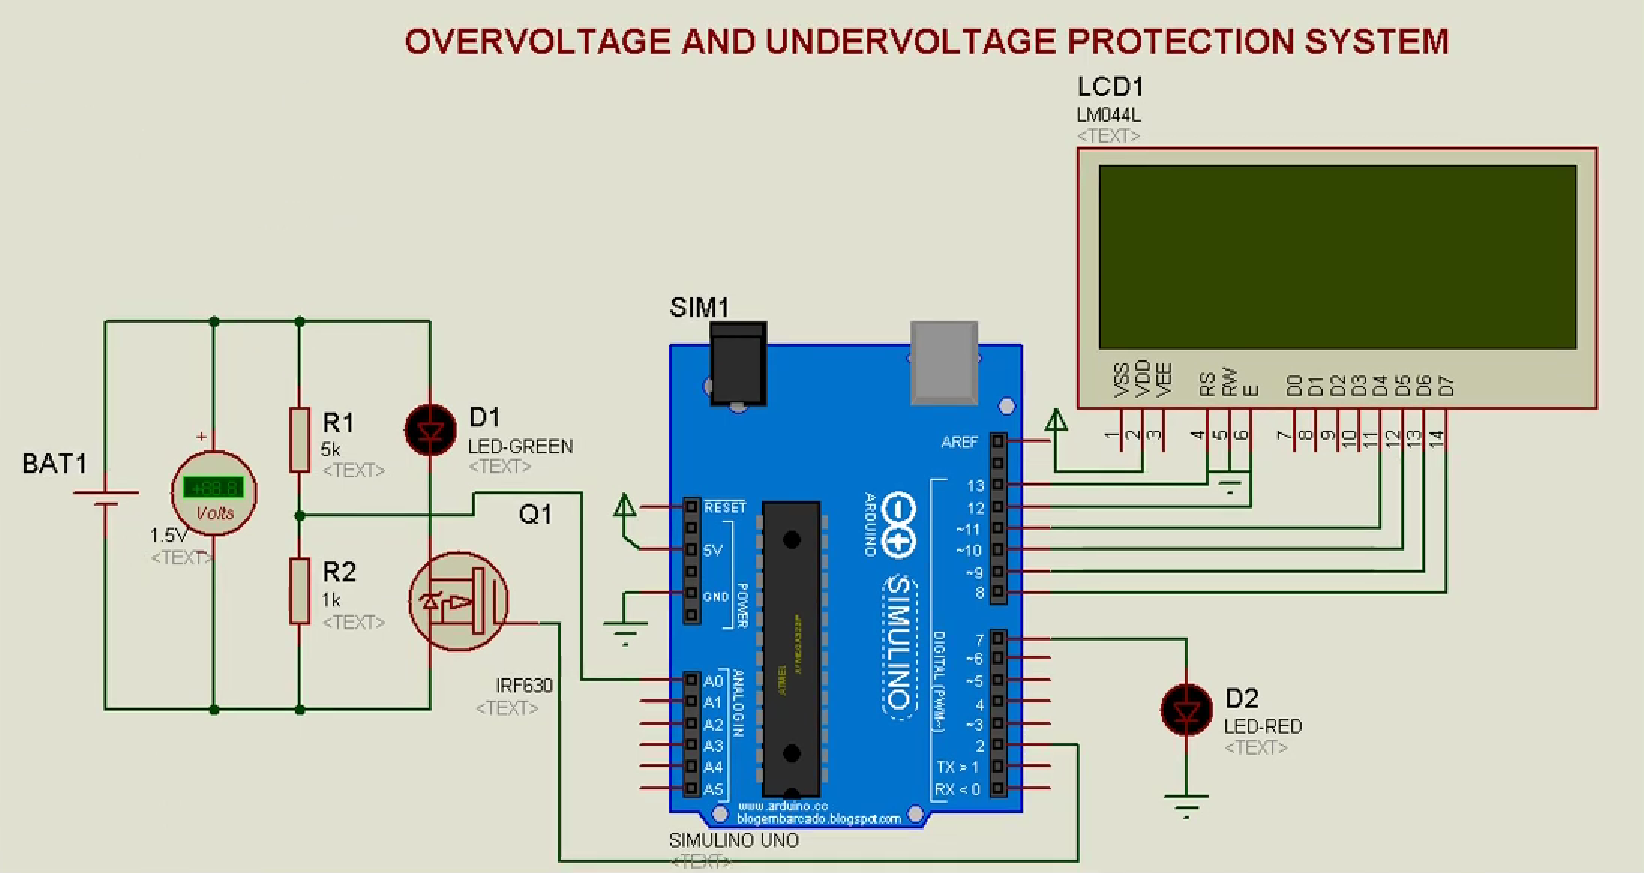 OVERVOLTAGE AND UNDERVOLTAGE PROTECTION SYSTEM
LCD1
LM044L
<TEXT>
VSS
VDD
VEE
RS
RW
E
D0
D1
D2
D3
D4
D5
D6
D7
1
2
3
4
5
6
7
8
9
10
11
12
13
14
BAT1
1.5V
<TEXT>
+88.8
Volts
+
R1
5k
<TEXT>
R2
1k
<TEXT>
D1
LED-GREEN
<TEXT>
Q1
IRF630
<TEXT>
SIM1
RESET
5V
GND
POWER
A0
A1
A2
A3
A4
A5
ANALOG IN
ATMEL
ARDUINO
SIMULINO
AREF
13
12
~11
~10
~9
8
7
~6
~5
4
~3
2
TX > 1
RX < 0
DIGITAL (PWM~)
www.arduino.cc
blogembarcado.blogspot.com
SIMULINO UNO
<TEXT>
D2
LED-RED
<TEXT>